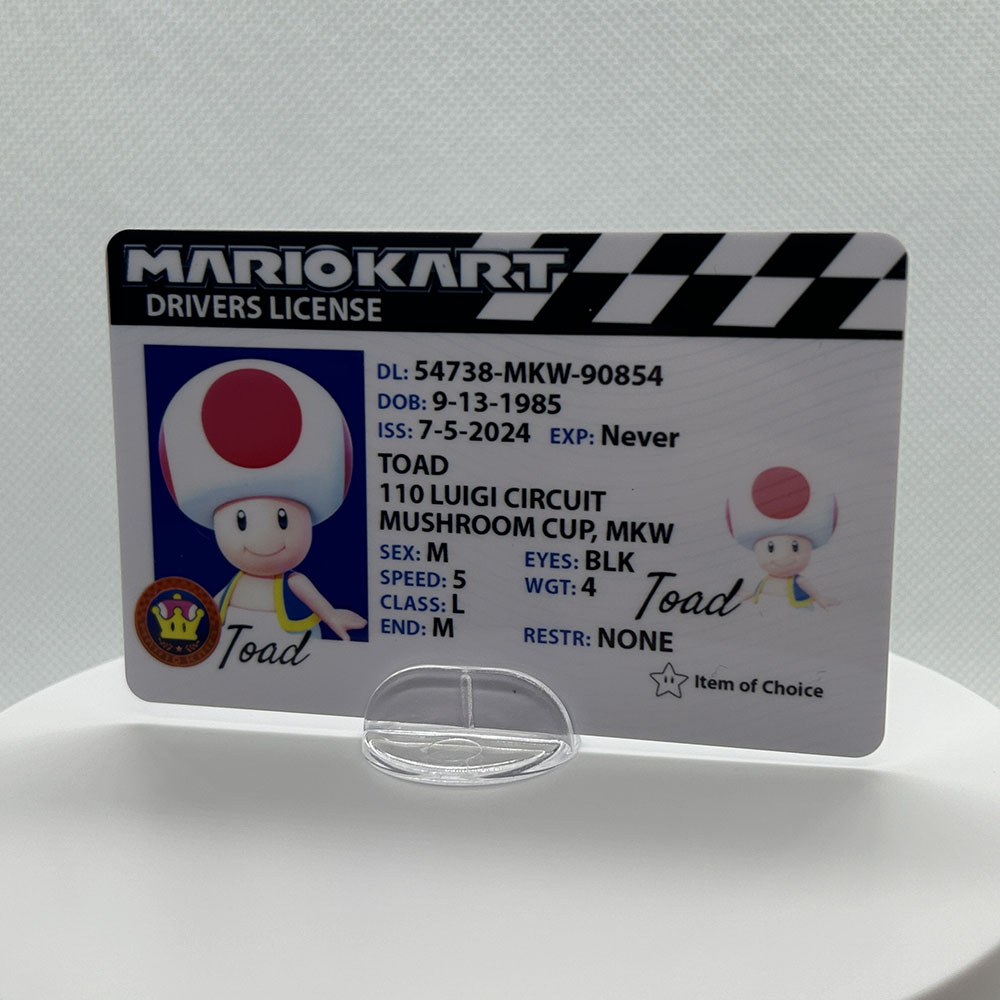 MARIOKART
DRIVERS LICENSE
DL: 54738-MKW-90854
DOB: 9-13-1985
ISS: 7-5-2024 EXP: Never
TOAD
110 LUIGI CIRCUIT
MUSHROOM CUP, MKW
SEX: M EYES: BLK
SPEED: 5 WGT: 4
CLASS: L
END: M RESTR: NONE
Toad
Toad
Item of Choice